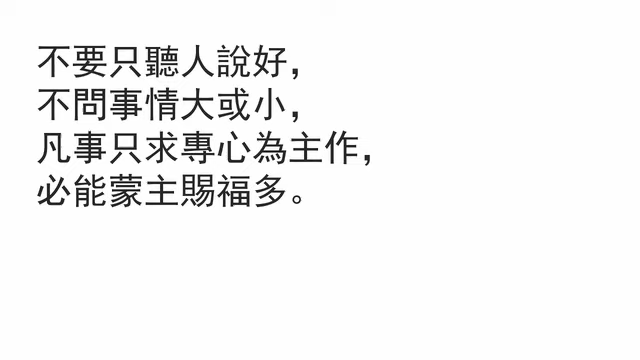 不要只聽人說好，
不問事情大或小，
凡事只求專心為主作，
必能蒙主賜福多。